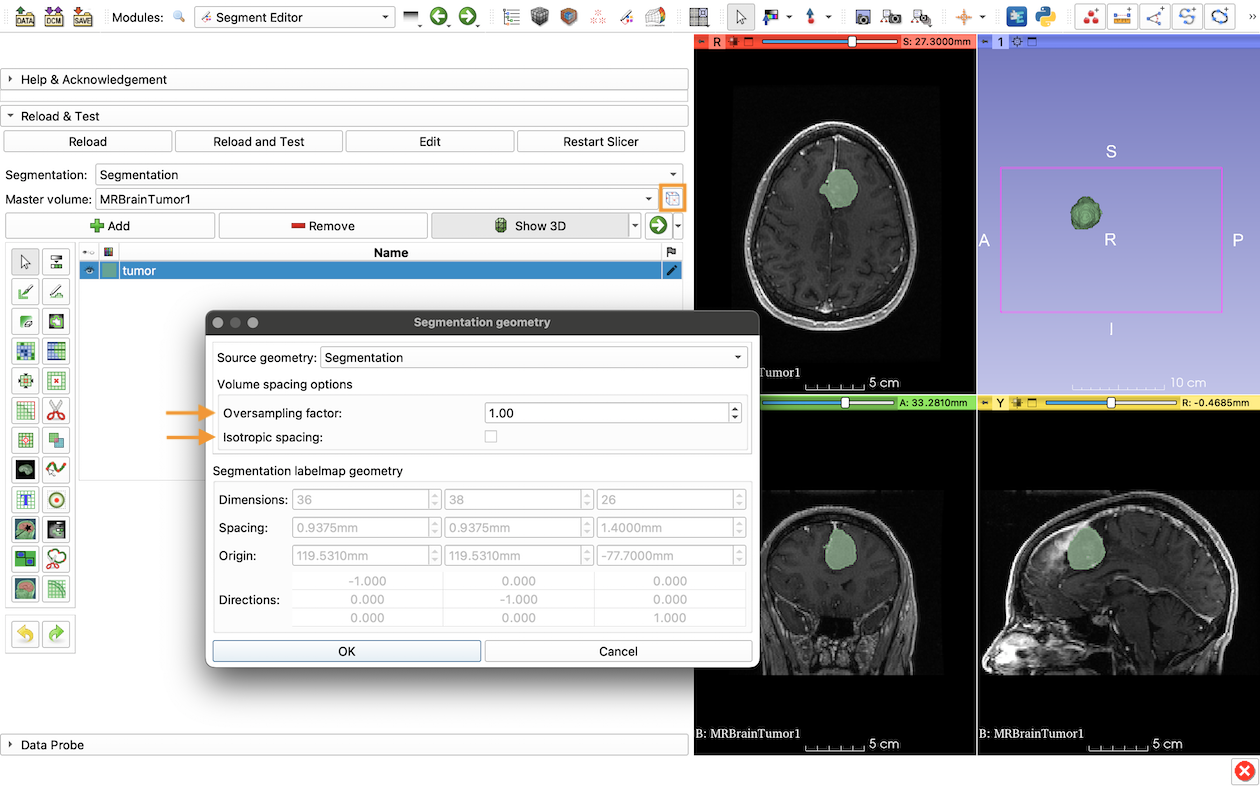 DATA DCM SAVE Modules: Segment Editor »
Help & Acknowledgement
Reload & Test
Reload Reload and Test Edit Restart Slicer
Segmentation: Segmentation
Master volume: MRBrainTumor1
Add Remove Show 3D
Name
tumor
Segmentation geometry
Source geometry: Segmentation
Volume spacing options
Oversampling factor: 1.00
Isotropic spacing:
Segmentation labelmap geometry
Dimensions: 36 38 26
Spacing: 0.9375mm 0.9375mm 1.4000mm
Origin: 119.5310mm 119.5310mm -77.7000mm
-1.000 0.000 0.000
Directions: 0.000 -1.000 0.000
0.000 0.000 1.000
OK Cancel
T
Data Probe
R S: 27.3000mm
Tumor1
5 cm
1
S
A R P
I
10 cm
A: 33.2810mm
B: MRBrainTumor1
5 cm
Y R: -0.4685mm
B: MRBrainTumor1
5 cm